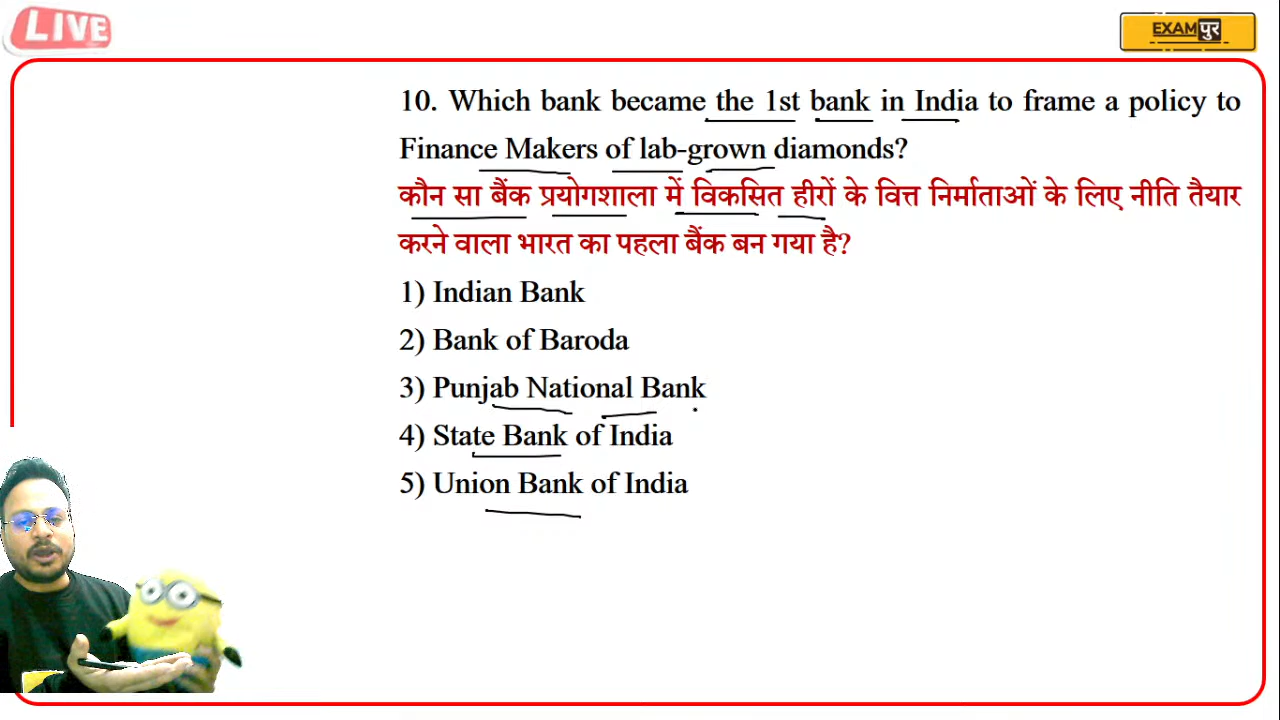 LIVE
EXAMपुर
10. Which bank became the 1st bank in India to frame a policy to
Finance Makers of lab-grown diamonds?
कौन सा बैंक प्रयोगशाला में विकसित हीरों के वित्त निर्माताओं के लिए नीति तैयार
करने वाला भारत का पहला बैंक बन गया है?
1) Indian Bank
2) Bank of Baroda
3) Punjab National Bank
4) State Bank of India
5) Union Bank of India